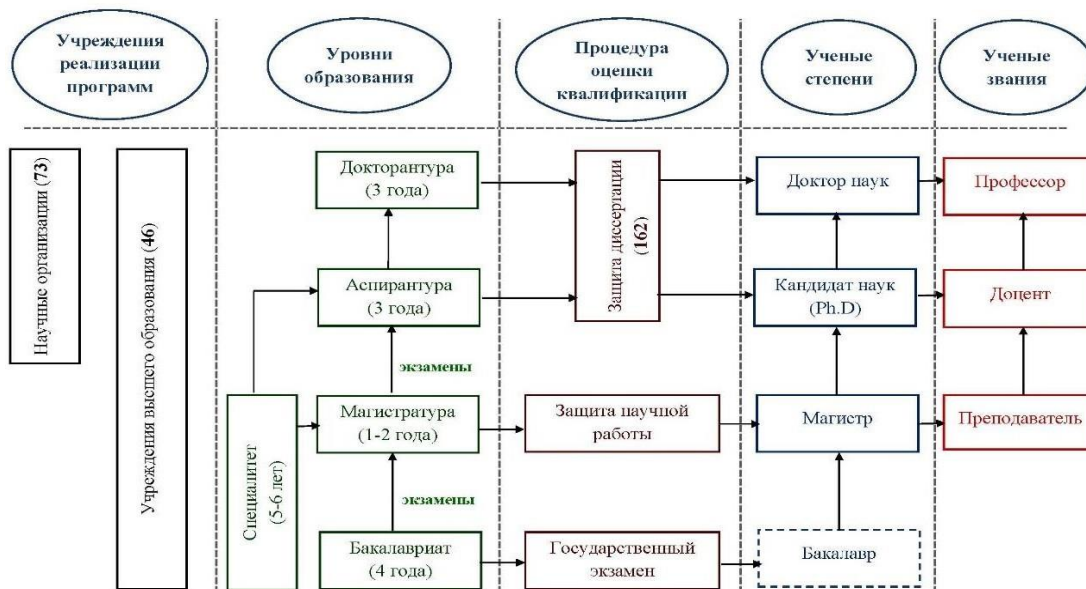 Учреждения
реализации
программ
Уровни
образования
Процедура
оценки
квалификации
Ученые
степени
Ученые
звания
Научные организации (73)
Учреждения высшего образования (46)
Докторантура
(3 года)
Защита диссертации
(162)
Доктор наук
Профессор
Аспирантура
(3 года)
Кандидат наук
(Ph.D)
Доцент
экзамены
Специалитет
(5-6 лет)
Магистратура
(1-2 года)
Защита научной
работы
Магистр
Преподаватель
экзамены
Бакалавриат
(4 года)
Государственный
экзамен
Бакалавр